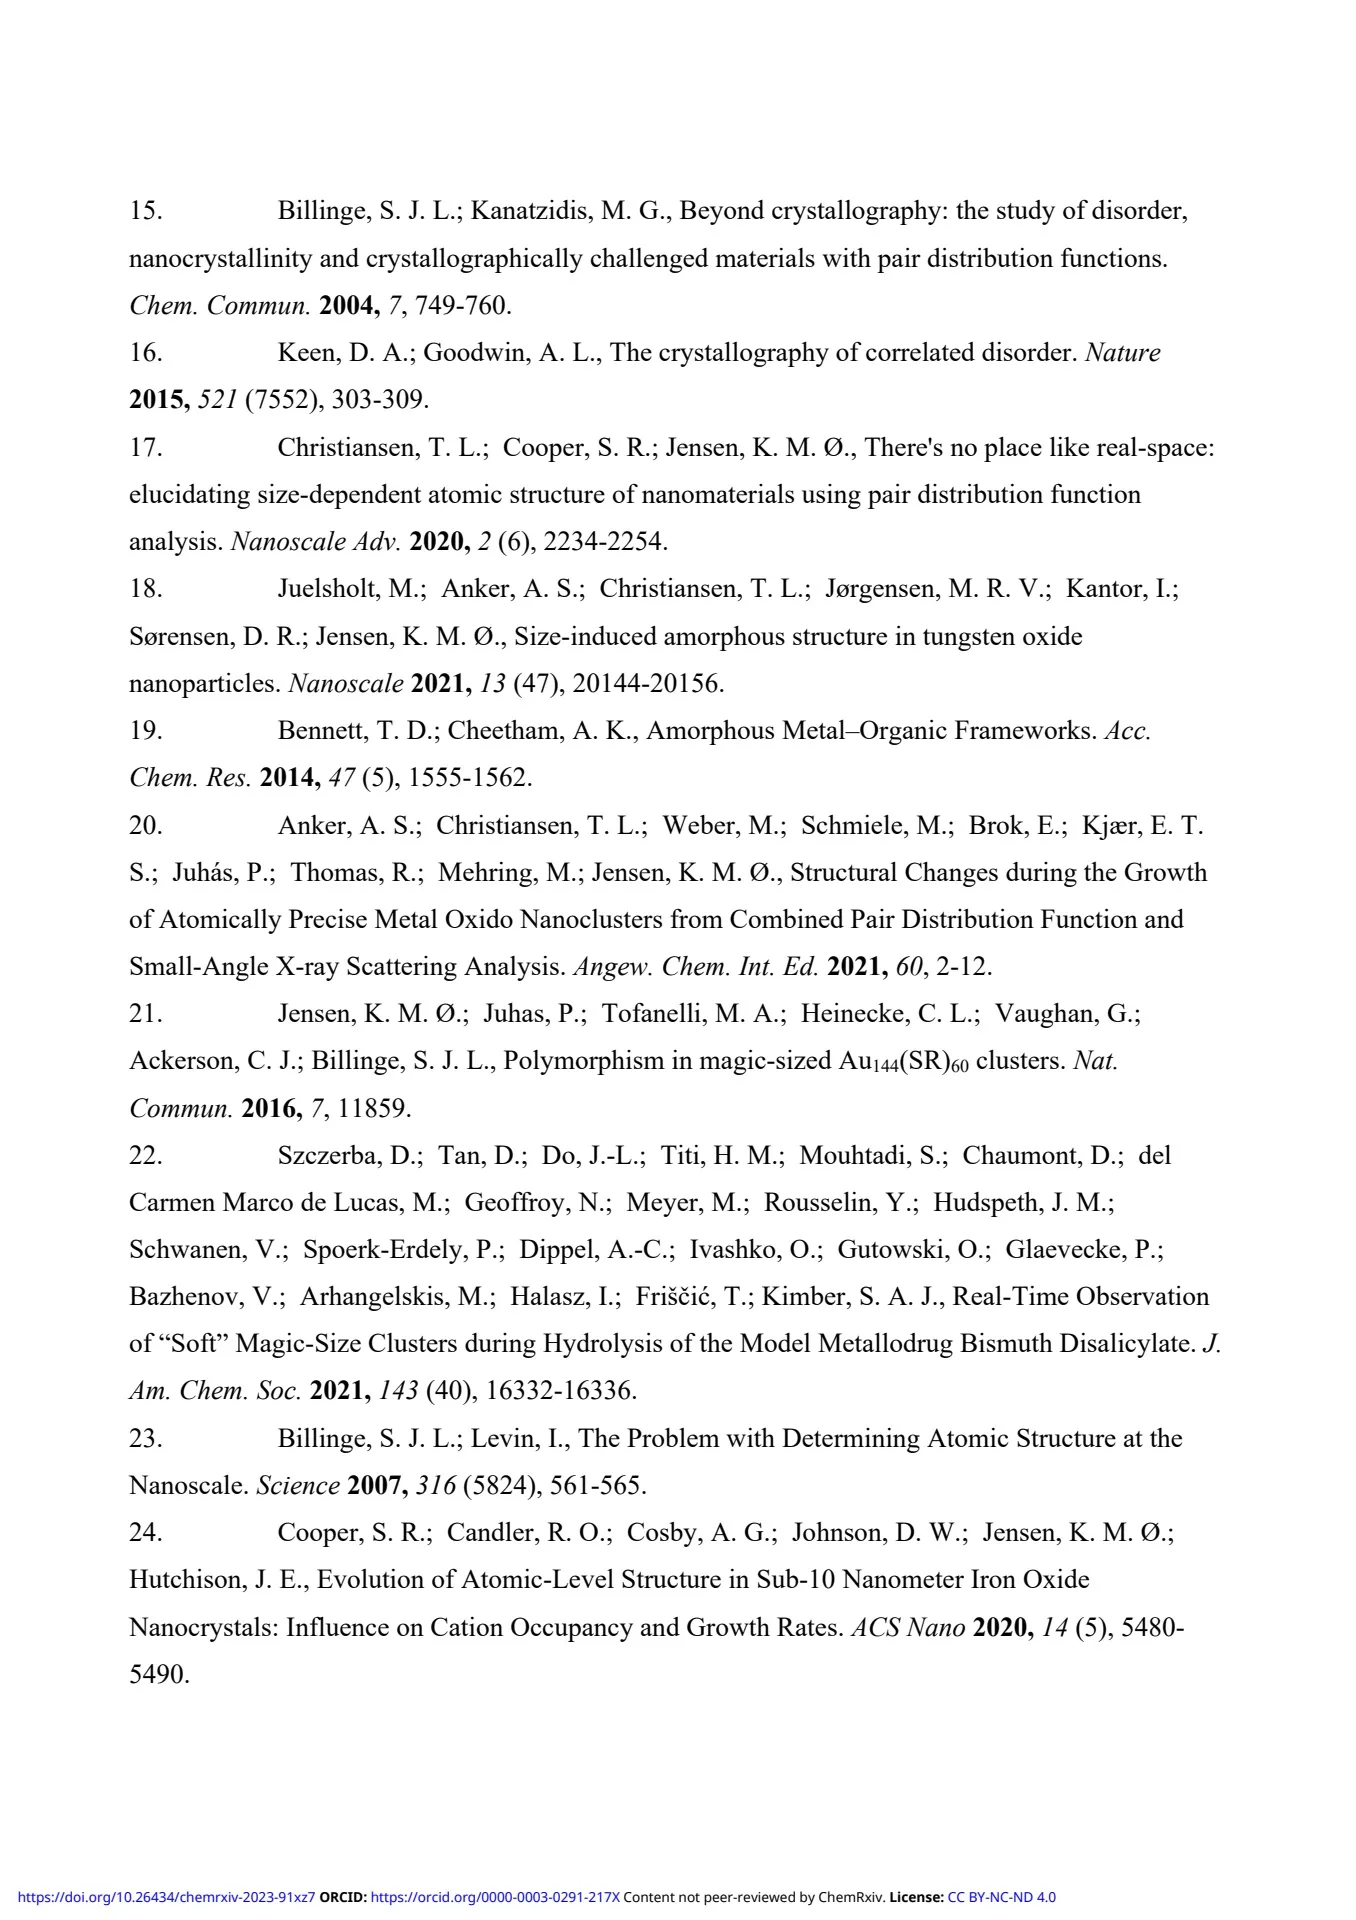 15. Billinge, S. J. L.; Kanatzidis, M. G., Beyond crystallography: the study of disorder,
nanocrystallinity and crystallographically challenged materials with pair distribution functions.
Chem. Commun. 2004, 7, 749-760.
16. Keen, D. A.; Goodwin, A. L., The crystallography of correlated disorder. Nature
2015, 521 (7552), 303-309.
17. Christiansen, T. L.; Cooper, S. R.; Jensen, K. M. Ø., There's no place like real-space:
elucidating size-dependent atomic structure of nanomaterials using pair distribution function
analysis. Nanoscale Adv. 2020, 2 (6), 2234-2254.
18. Juelsholt, M.; Anker, A. S.; Christiansen, T. L.; Jørgensen, M. R. V.; Kantor, I.;
Sørensen, D. R.; Jensen, K. M. Ø., Size-induced amorphous structure in tungsten oxide
nanoparticles. Nanoscale 2021, 13 (47), 20144-20156.
19. Bennett, T. D.; Cheetham, A. K., Amorphous Metal–Organic Frameworks. Acc.
Chem. Res. 2014, 47 (5), 1555-1562.
20. Anker, A. S.; Christiansen, T. L.; Weber, M.; Schmiele, M.; Brok, E.; Kjær, E. T.
S.; Juhás, P.; Thomas, R.; Mehring, M.; Jensen, K. M. Ø., Structural Changes during the Growth
of Atomically Precise Metal Oxido Nanoclusters from Combined Pair Distribution Function and
Small-Angle X-ray Scattering Analysis. Angew. Chem. Int. Ed. 2021, 60, 2-12.
21. Jensen, K. M. Ø.; Juhas, P.; Tofanelli, M. A.; Heinecke, C. L.; Vaughan, G.;
Ackerson, C. J.; Billinge, S. J. L., Polymorphism in magic-sized Au144(SR)60 clusters. Nat.
Commun. 2016, 7, 11859.
22. Szczerba, D.; Tan, D.; Do, J.-L.; Titi, H. M.; Mouhtadi, S.; Chaumont, D.; del
Carmen Marco de Lucas, M.; Geoffroy, N.; Meyer, M.; Rousselin, Y.; Hudspeth, J. M.;
Schwanen, V.; Spoerk-Erdely, P.; Dippel, A.-C.; Ivashko, O.; Gutowski, O.; Glaevecke, P.;
Bazhenov, V.; Arhangelskis, M.; Halasz, I.; Friščić, T.; Kimber, S. A. J., Real-Time Observation
of “Soft” Magic-Size Clusters during Hydrolysis of the Model Metallodrug Bismuth Disalicylate. J.
Am. Chem. Soc. 2021, 143 (40), 16332-16336.
23. Billinge, S. J. L.; Levin, I., The Problem with Determining Atomic Structure at the
Nanoscale. Science 2007, 316 (5824), 561-565.
24. Cooper, S. R.; Candler, R. O.; Cosby, A. G.; Johnson, D. W.; Jensen, K. M. Ø.;
Hutchison, J. E., Evolution of Atomic-Level Structure in Sub-10 Nanometer Iron Oxide
Nanocrystals: Influence on Cation Occupancy and Growth Rates. ACS Nano 2020, 14 (5), 5480-
5490.
https://doi.org/10.26434/chemrxiv-2023-91xz7 ORCID: https://orcid.org/0000-0003-0291-217X Content not peer-reviewed by ChemRxiv. License: CC BY-NC-ND 4.0